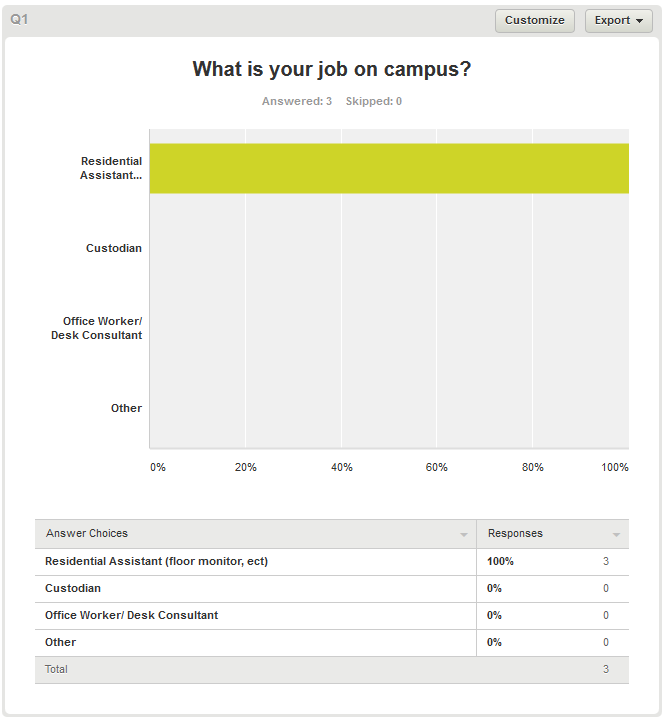 Q1
Customize
Export
What is your job on campus?
Answered: 3 Skipped: 0
Residential
Assistant...
Custodian
Office Worker/
Desk Consultant
Other
0% 20% 40% 60% 80% 100%
Answer Choices Responses
Residential Assistant (floor monitor, ect) 100% 3
Custodian 0% 0
Office Worker/ Desk Consultant 0% 0
Other 0% 0
Total 3